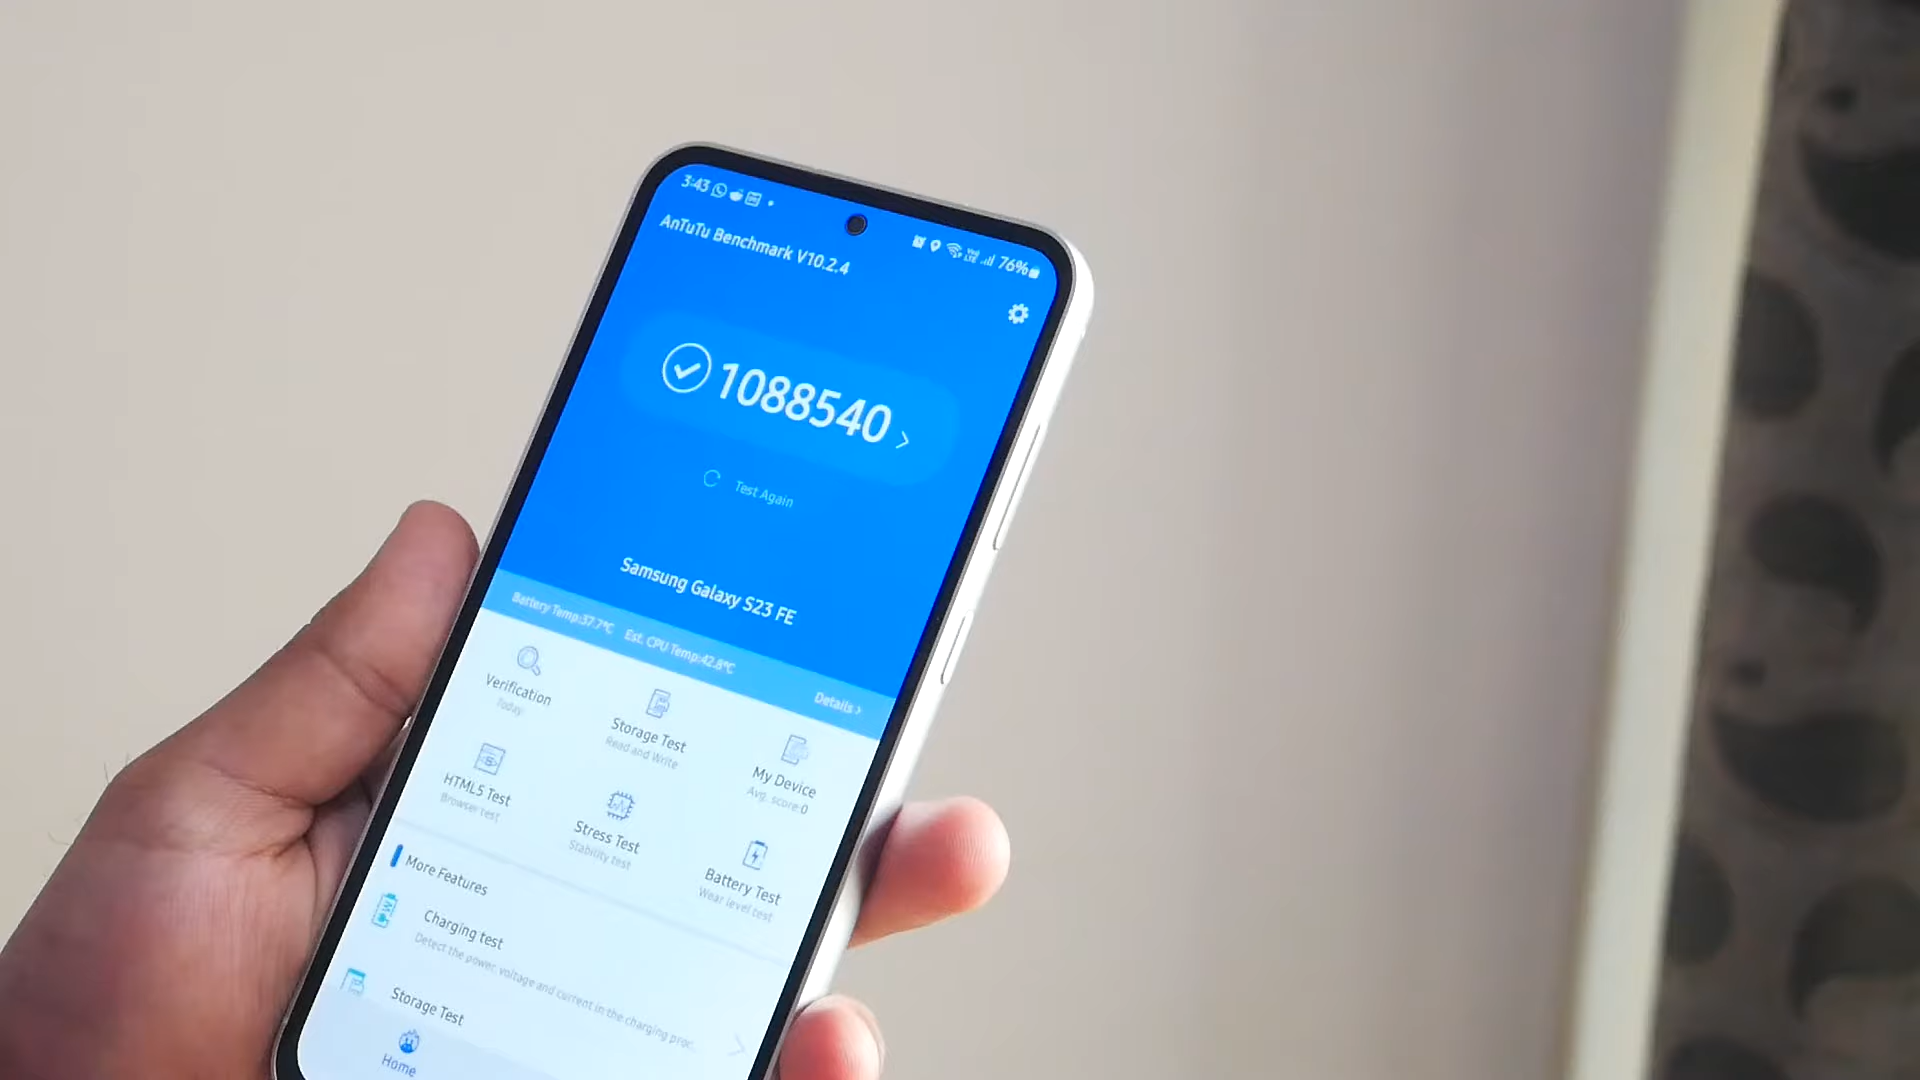 3:43
76%
AnTuTu Benchmark V10.2.4
1088540
Test Again
Samsung Galaxy S23 FE
Battery Temp:37.7℃ Est. CPU Temp:42.8℃ Details
Verification
Today
Storage Test
Read and Write
My Device
Avg. score:0
HTML5 Test
Browser test
Stress Test
Stability test
Battery Test
Wear level test
More Features
Charging test
Detect the power, voltage and current in the charging proc...
Storage Test
Home